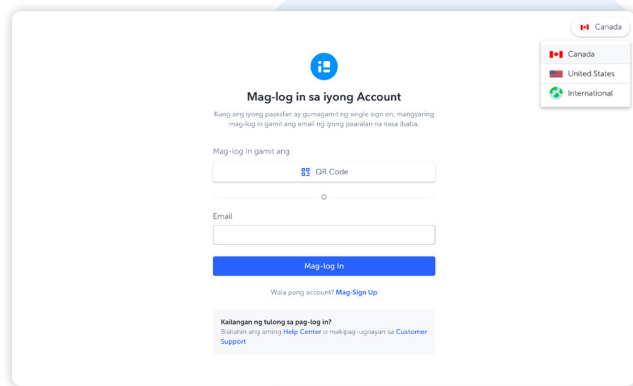 Canada
Canada
United States
International
Mag-log in sa iyong Account
Kung ang iyong paaralan ay gumagamit ng single sign on, mangyaring
mag-log in gamit ang email ng iyong paaralan na nasa ibaba.
Mag-log in gamit ang
QR Code
O
Email
Mag-log In
Wala pang account? Mag-Sign Up
Kailangan ng tulong sa pag-log in?
Bisitahin ang aming Help Center o makipag-ugnayan sa Customer
Support